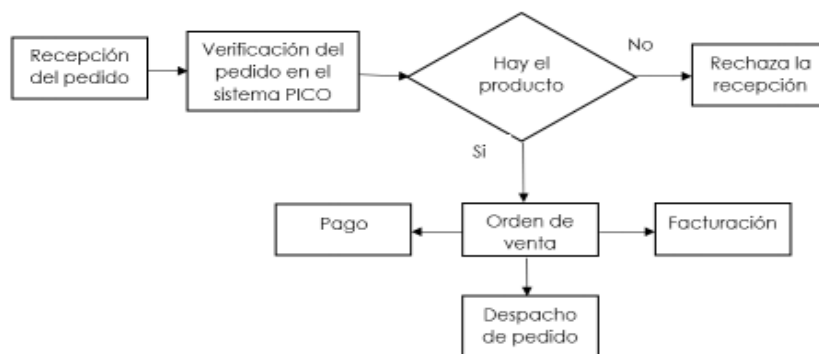 Recepción
del pedido
Verificación del
pedido en el
sistema PICO
Hay el
producto
No
Rechaza la
recepción
Si
Pago
Orden de
venta
Facturación
Despacho
de pedido